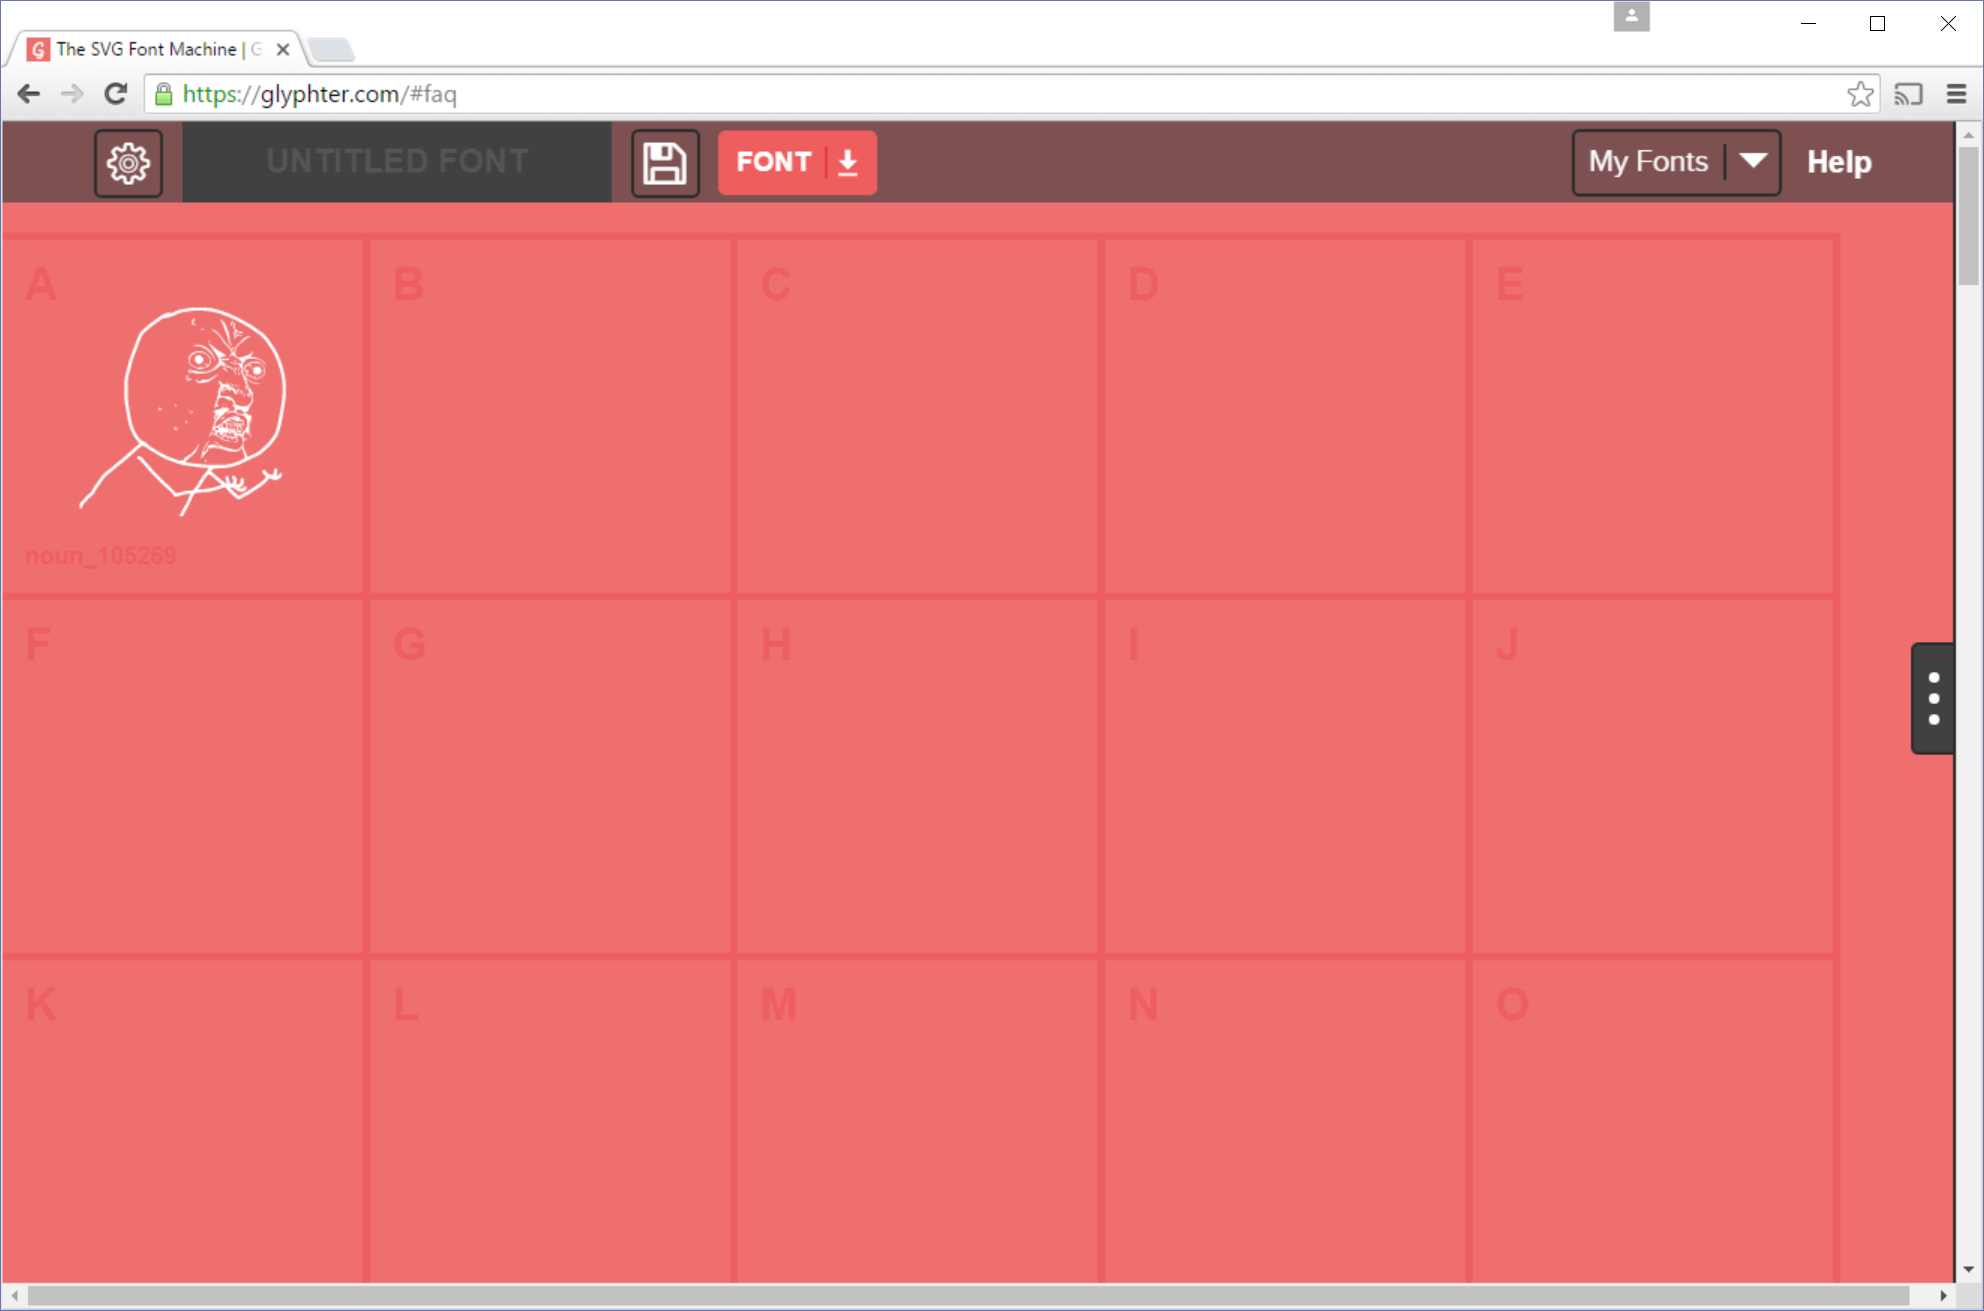 The SVG Font Machine | G
https://glyphter.com/#faq
UNTITLED FONT
FONT
My Fonts
Help
A
B
C
D
E
noun_105269
F
G
H
I
J
K
L
M
N
O